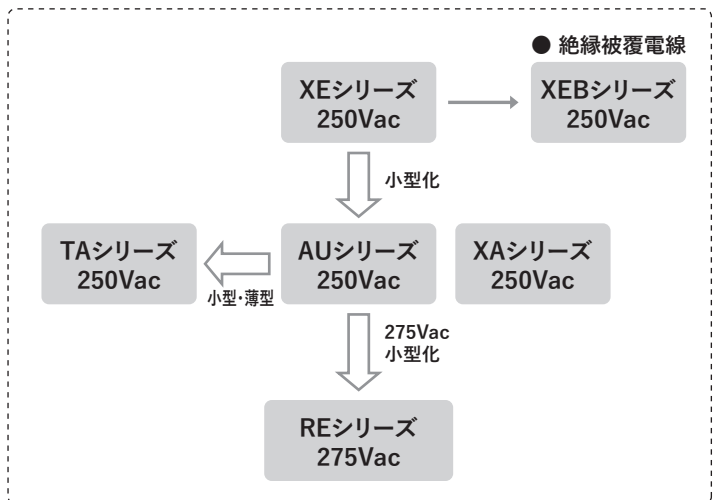 ● 絶縁被覆電線
XEシリーズ
250Vac
XEBシリーズ
250Vac
小型化
TAシリーズ
250Vac
小型・薄型
AUシリーズ
250Vac
XAシリーズ
250Vac
275Vac
小型化
REシリーズ
275Vac